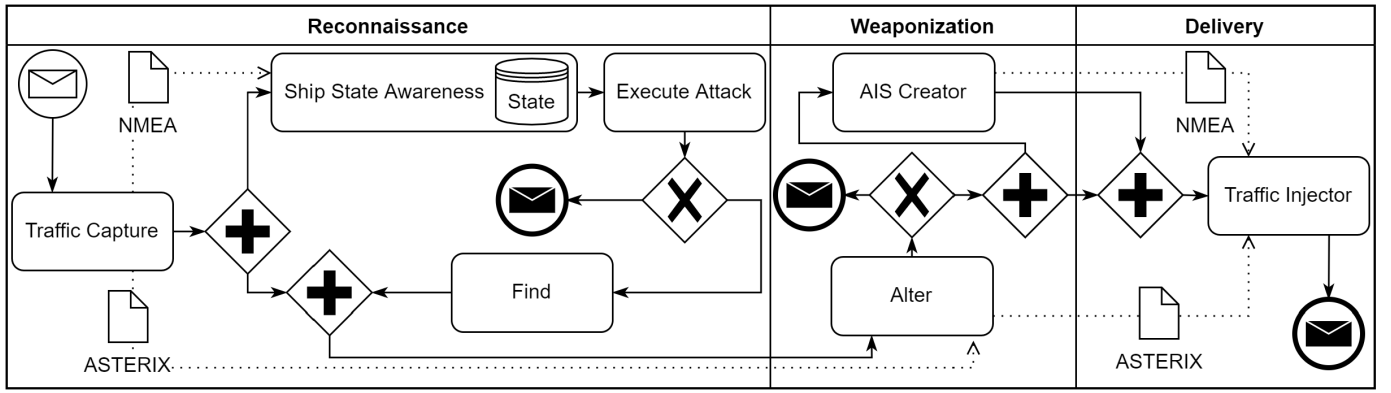 Reconnaissance
Weaponization
Delivery
NMEA
Ship State Awareness
State
Execute Attack
AIS Creator
NMEA
Traffic Capture
Traffic Injector
Find
Alter
ASTERIX
ASTERIX